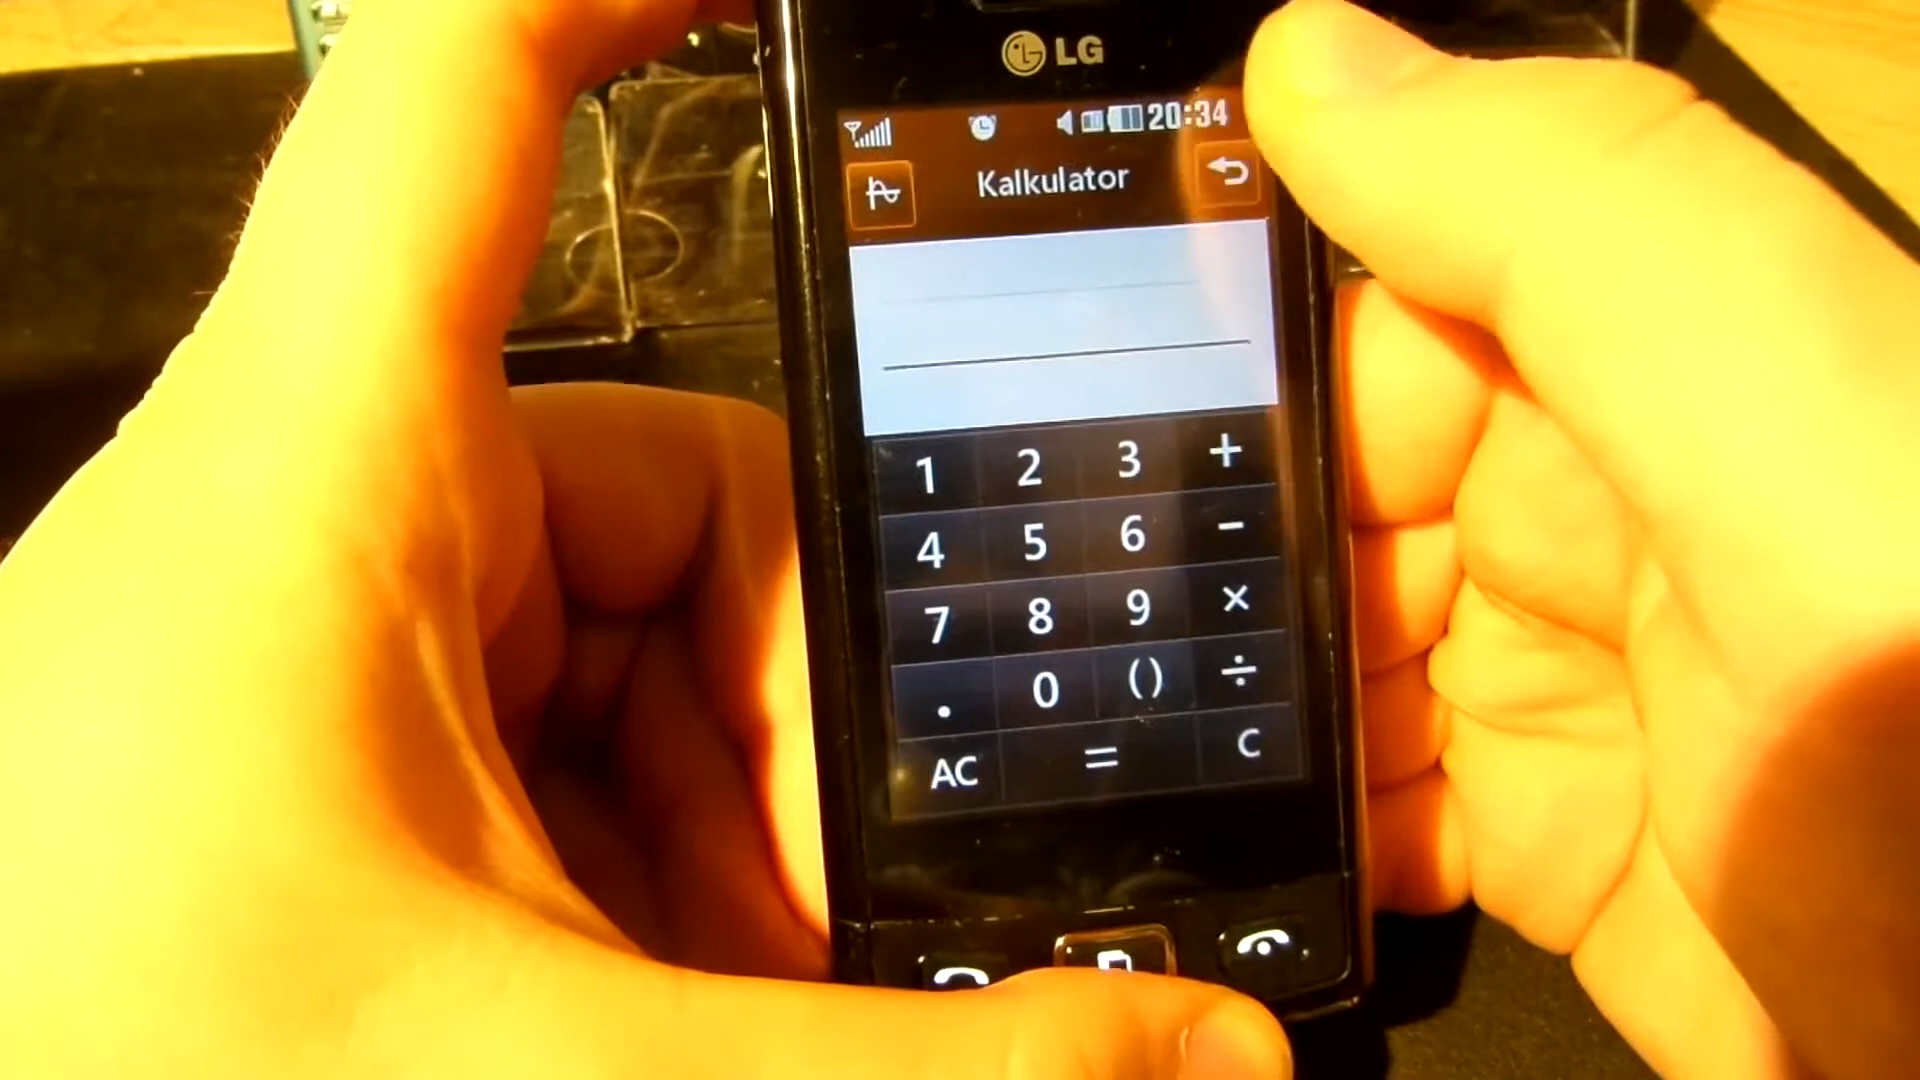 LG
20:34
Kalkulator
1 2 3 +
4 5 6 −
7 8 9 ×
. 0 () ÷
AC = C